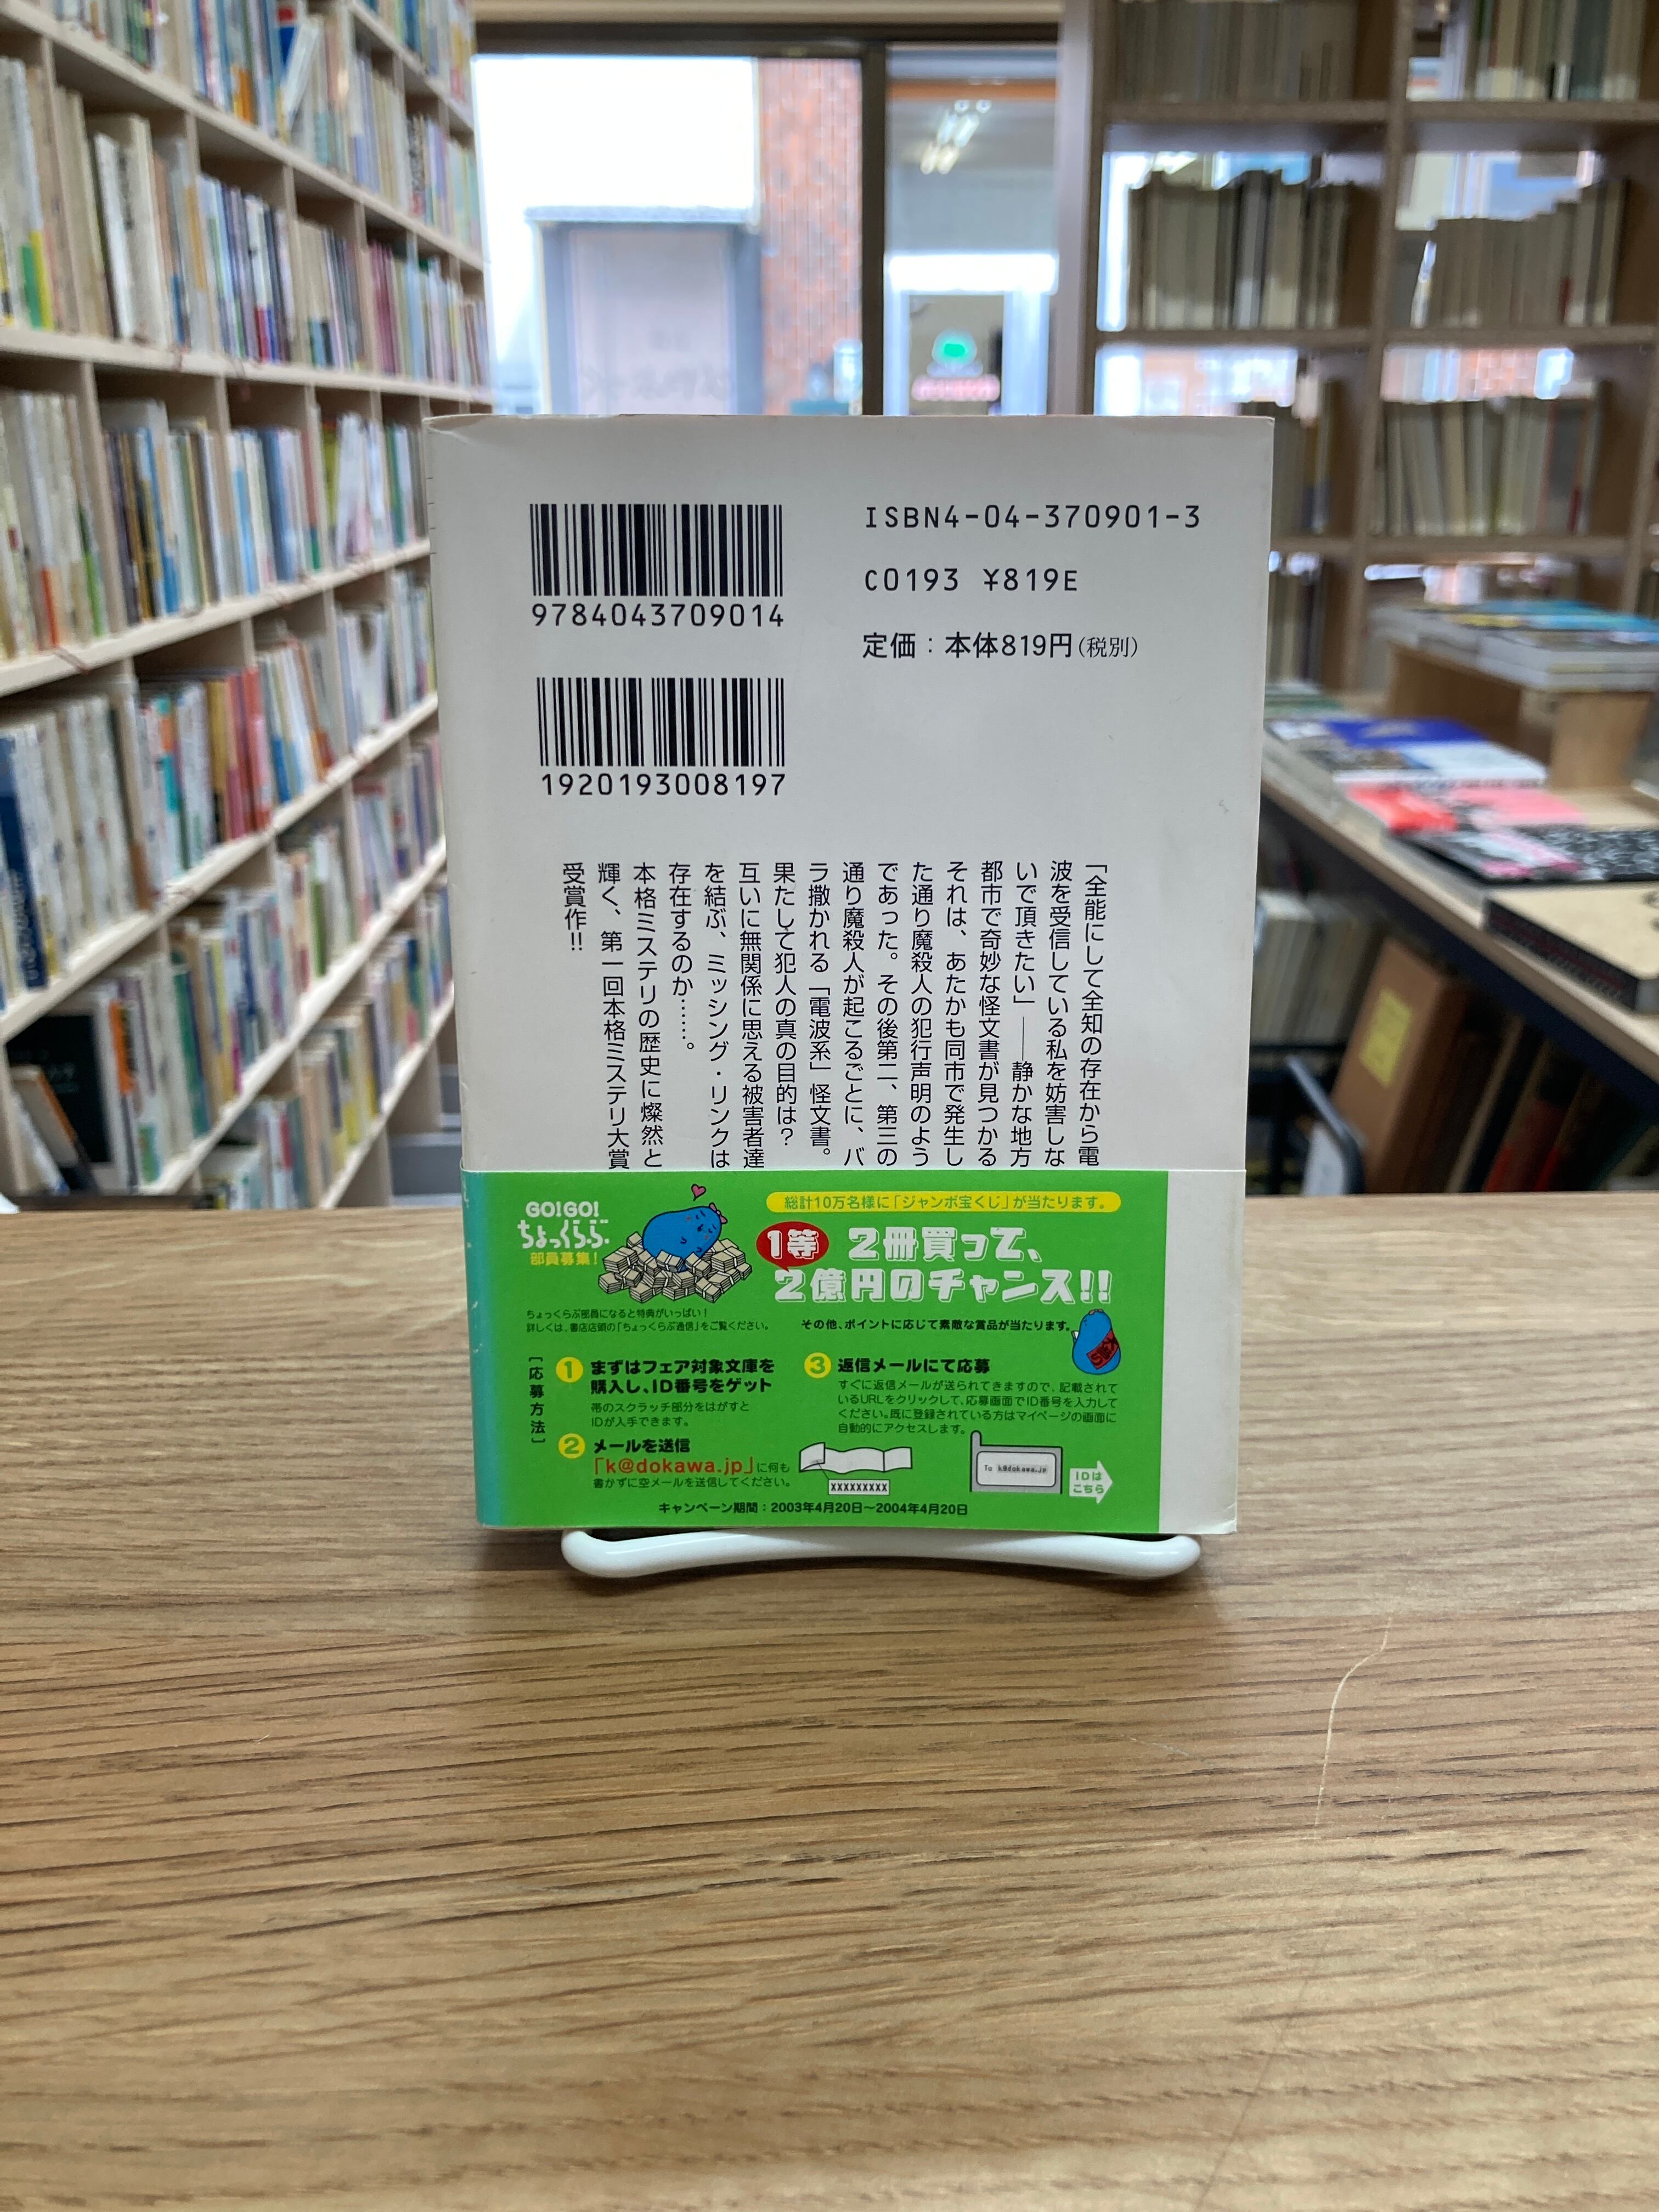 ISBN4-04-370901-3
C0193 ¥819E
定価：本体819円（税別）
9784043709014
1920193008197
「全能にして全知の存在から電
波を受信している私を妨害しな
いで頂きたい」――静かな地方
都市で奇妙な怪文書が見つかる
それは、あたかも同市で発生し
た通り魔殺人の犯行声明のよう
であった。その後第二、第三の
通り魔殺人が起こるごとに、バ
ラ撒かれる「電波系」怪文書。
果たして犯人の真の目的は？
互いに無関係に思える被害者達
を結ぶ、ミッシング・リンクは
存在するのか……。
本格ミステリの歴史に燦然と
輝く、第一回本格ミステリ大賞
受賞作!!
GO!GO!
ちょっくらぶ
部員募集！
総計10万名様に「ジャンボ宝くじ」が当たります。
1等 2冊買って、
2億円のチャンス!!
ちょっくらぶ部員になると特典がいっぱい！
詳しくは、書店店頭の「ちょっくらぶ通信」をご覧ください。
その他、ポイントに応じて素敵な賞品が当たります。
［応募方法］
1 まずはフェア対象文庫を
購入し、ID番号をゲット
帯のスクラッチ部分をはがすと
IDが入手できます。
2 メールを送信
「k@dokawa.jp」に何も
書かずに空メールを送信してください。
3 返信メールにて応募
すぐに返信メールが送られてきますので、記載されて
いるURLをクリックして、応募画面でID番号を入力して
ください。既に登録されている方はマイページの画面に
自動的にアクセスします。
XXXXXXXXX
To k@dokawa.jp
IDは
こちら
キャンペーン期間：2003年4月20日～2004年4月20日